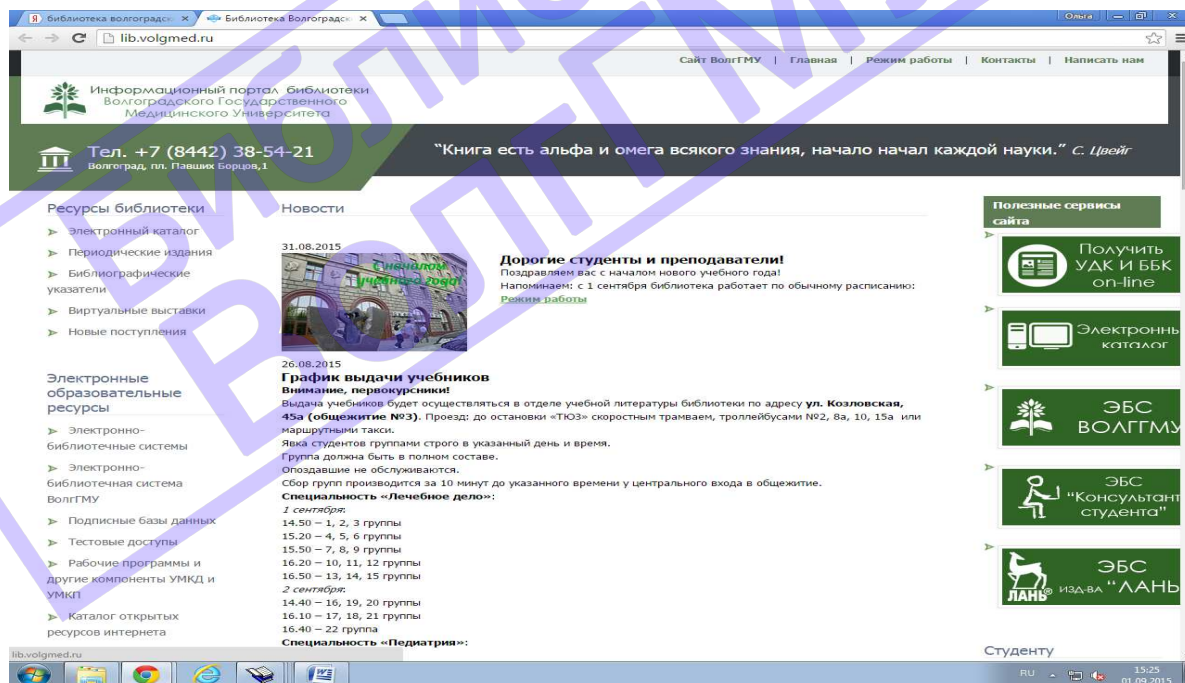 библиотека волгоградск
Библиотека Волгоградск
Ольга
lib.volgmed.ru
Сайт ВолгГМУ | Главная | Режим работы | Контакты | Написать нам
Информационный портал библиотеки
Волгоградского Государственного
Медицинского Университета
Тел. +7 (8442) 38-54-21
Волгоград, пл. Павших Борцов,1
"Книга есть альфа и омега всякого знания, начало начал каждой науки." С. Цвейг
Ресурсы библиотеки
Электронный каталог
Периодические издания
Библиографические
указатели
Виртуальные выставки
Новые поступления
Электронные
образовательные
ресурсы
Электронно-
библиотечные системы
Электронно-
библиотечная система
ВолгГМУ
Подписные базы данных
Тестовые доступы
Рабочие программы и
другие компоненты УМКД и
УМКП
Каталог открытых
ресурсов интернета
Новости
31.08.2015
С началом
учебного года!
Дорогие студенты и преподаватели!
Поздравляем вас с началом нового учебного года!
Напоминаем: с 1 сентября библиотека работает по обычному расписанию:
Режим работы
26.08.2015
График выдачи учебников
Внимание, первокурсники!
Выдача учебников будет осуществляться в отделе учебной литературы библиотеки по адресу ул. Козловская,
45а (общежитие №3). Проезд: до остановки «ТЮЗ» скоростным трамваем, троллейбусами №2, 8а, 10, 15а или
маршрутными такси.
Явка студентов группами строго в указанный день и время.
Группа должна быть в полном составе.
Опоздавшие не обслуживаются.
Сбор групп производится за 10 минут до указанного времени у центрального входа в общежитие.
Специальность «Лечебное дело»:
1 сентября:
14.50 – 1, 2, 3 группы
15.20 – 4, 5, 6 группы
15.50 – 7, 8, 9 группы
16.20 – 10, 11, 12 группы
16.50 – 13, 14, 15 группы
2 сентября:
14.40 – 16, 19, 20 группы
16.10 – 17, 18, 21 группы
16.40 – 22 группа
Специальность «Педиатрия»:
Полезные сервисы
сайта
Получить
УДК И ББК
on-line
Электроннь
каталог
ЭБС
ВОЛГГМУ
ЭБС
"Консультант
студента"
ЭБС
ИЗД-ВА "ЛАНЬ
ЛАНЬ®
Студенту
lib.volgmed.ru
RU
15:25
01.09.2015
БИБЛИОТЕКА
ВОЛГГМУ